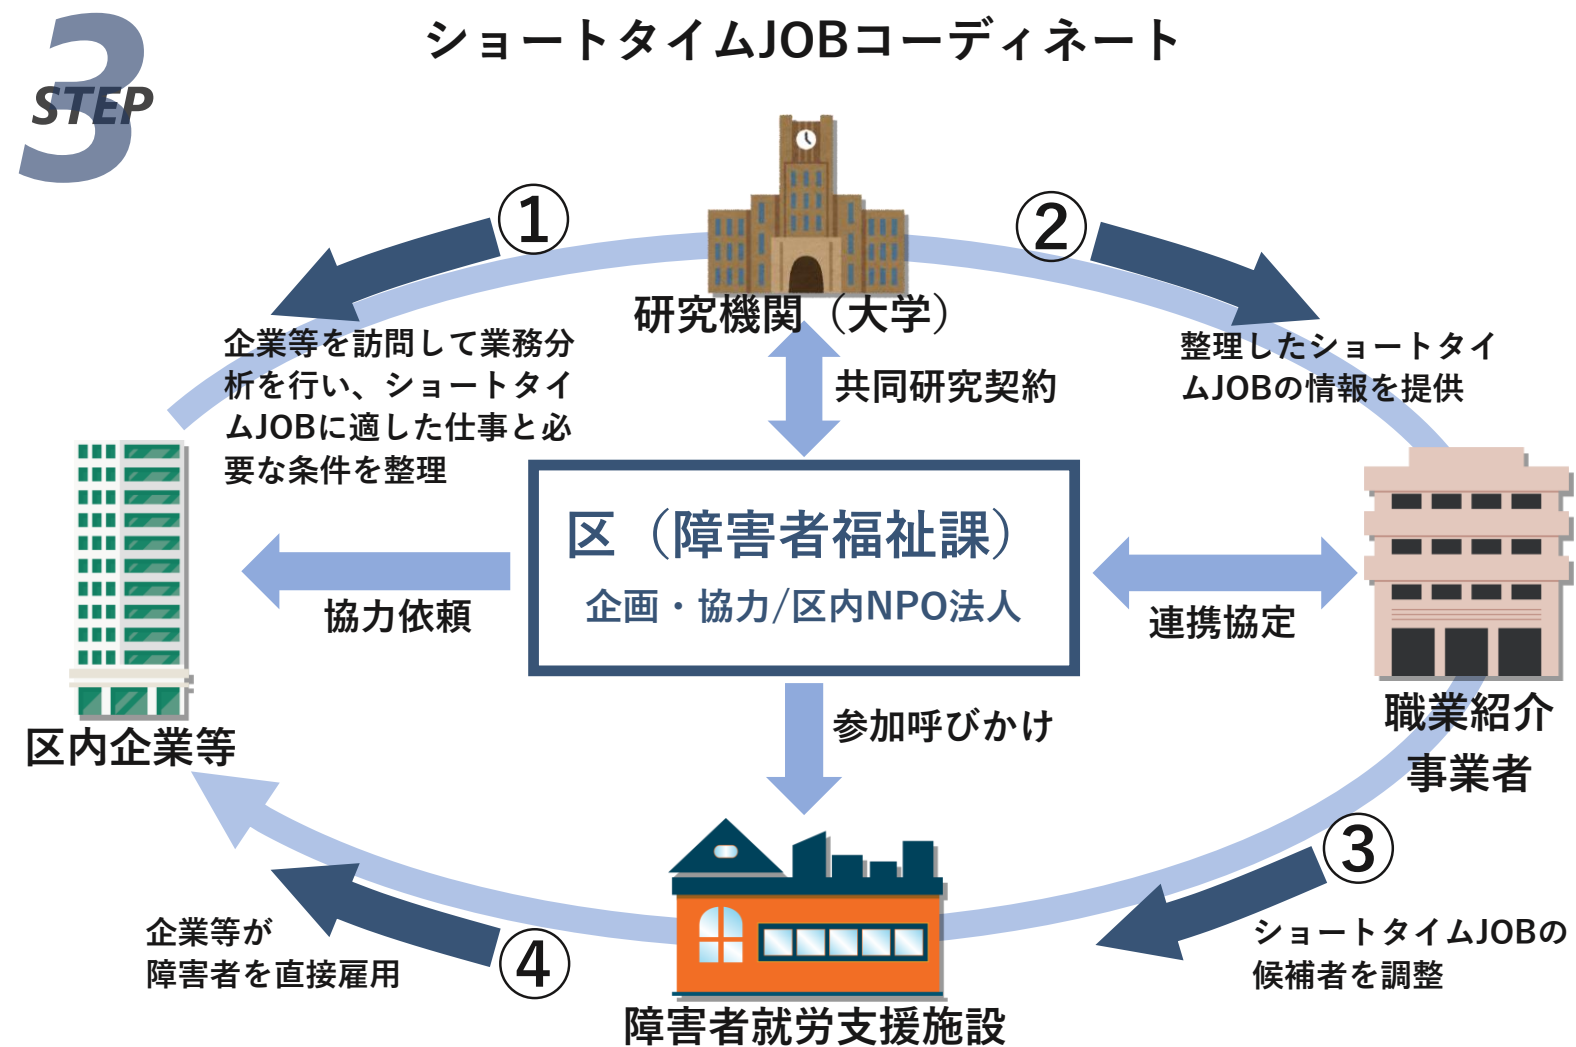 3
STEP
ショートタイムJOBコーディネート
①
②
研究機関（大学）
企業等を訪問して業務分
析を行い、ショートタイ
ムJOBに適した仕事と必
要な条件を整理
整理したショートタイ
ムJOBの情報を提供
共同研究契約
区（障害者福祉課）
企画・協力/区内NPO法人
協力依頼
連携協定
区内企業等
参加呼びかけ
職業紹介
事業者
③
ショートタイムJOBの
候補者を調整
企業等が
障害者を直接雇用
④
障害者就労支援施設